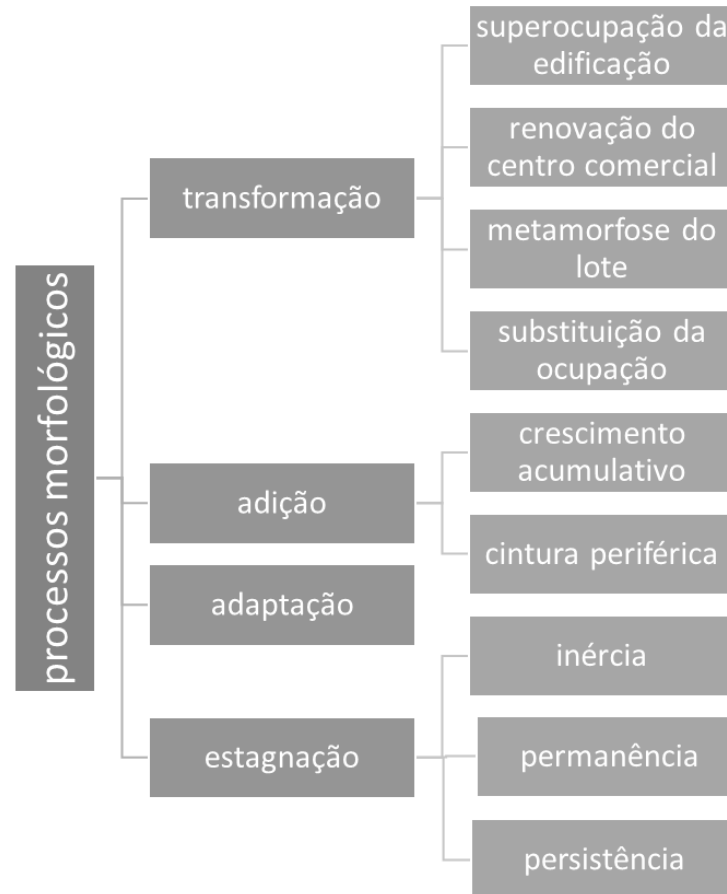 processos morfológicos
transformação
superocupação da
edificação
renovação do
centro comercial
metamorfose do
lote
substituição da
ocupação
adição
crescimento
acumulativo
cintura periférica
adaptação
estagnação
inércia
permanência
persistência